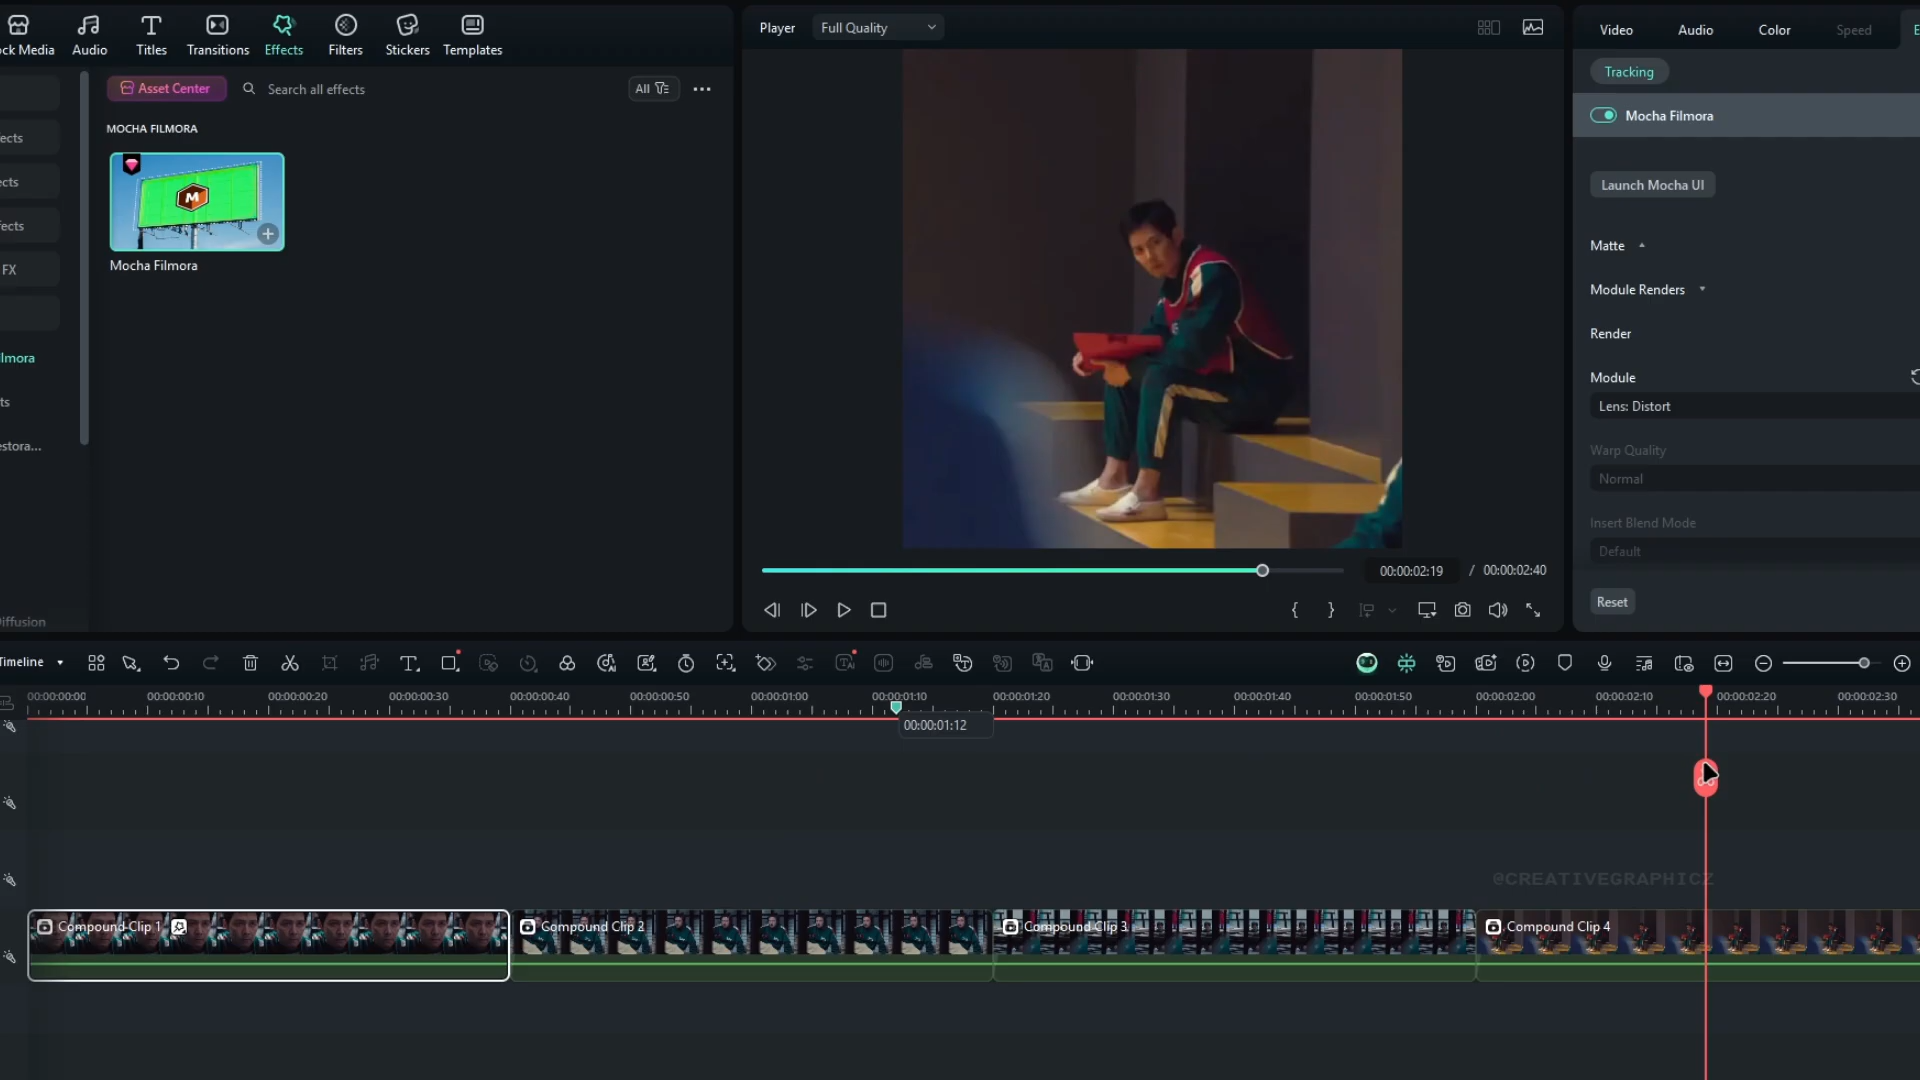 ock Media
Audio
Titles
Transitions
Effects
Filters
Stickers
Templates
Asset Center
Search all effects
All
MOCHA FILMORA
M
Mocha Filmora
ects
ects
fects
FX
ilmora
ts
estora...
Diffusion
Player
Full Quality
00:00:02:19
/ 00:00:02:40
Video
Audio
Color
Speed
E
Tracking
Mocha Filmora
Launch Mocha UI
Matte
Module Renders
Render
Module
Lens: Distort
Warp Quality
Normal
Insert Blend Mode
Default
Reset
Timeline
00:00:00:00
00:00:00:10
00:00:00:20
00:00:00:30
00:00:00:40
00:00:00:50
00:00:01:00
00:00:01:10
00:00:01:20
00:00:01:30
00:00:01:40
00:00:01:50
00:00:02:00
00:00:02:10
00:00:02:20
00:00:02:30
00:00:01:12
@CREATIVEGRAPHICZ
Compound Clip 1
Compound Clip 2
Compound Clip 3
Compound Clip 4